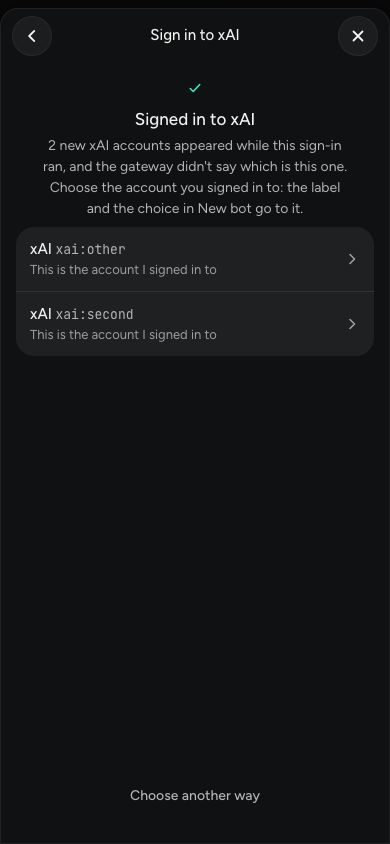 Sign in to xAI
Signed in to xAI
2 new xAI accounts appeared while this sign-in
ran, and the gateway didn't say which is this one.
Choose the account you signed in to: the label
and the choice in New bot go to it.
xAI xai:other
This is the account I signed in to
xAI xai:second
This is the account I signed in to
Choose another way